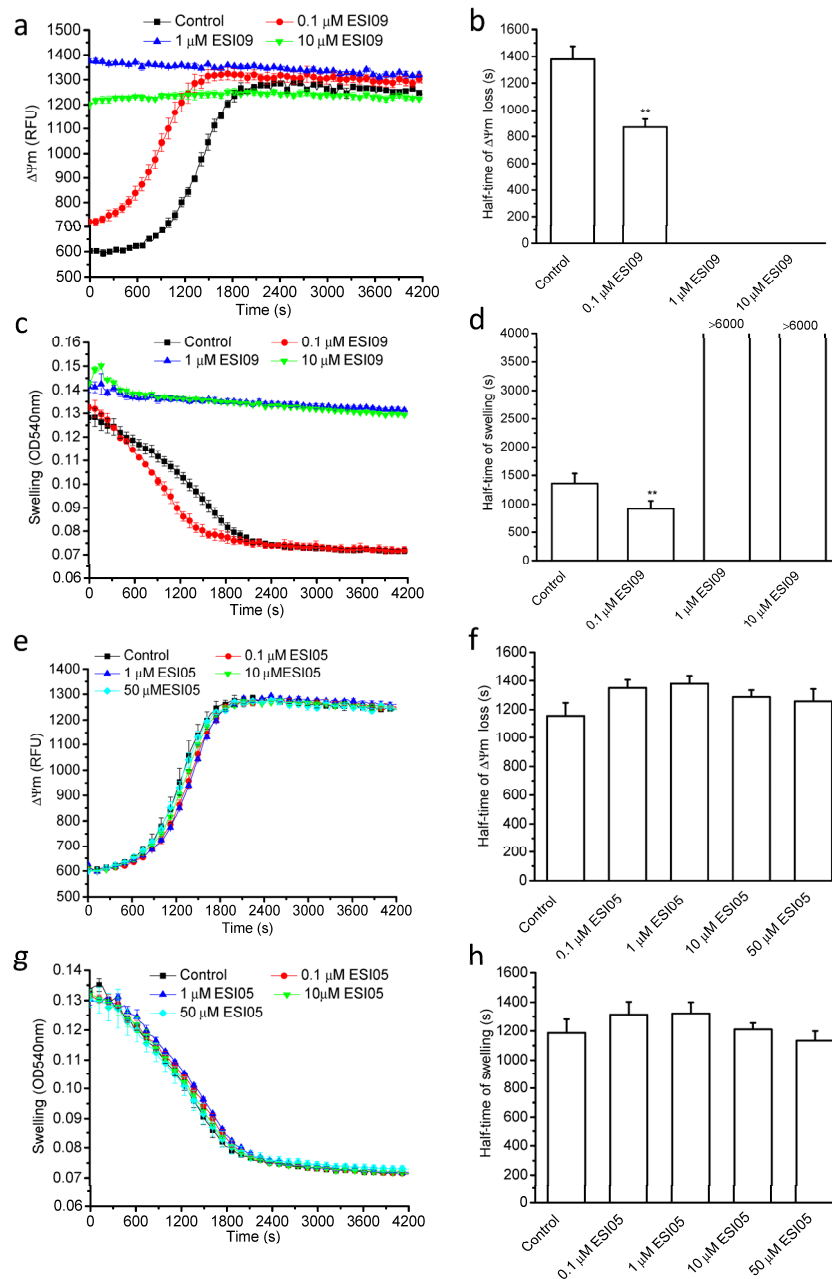 a
Control
0.1 μM ESI09
1 μM ESI09
10 μM ESI09
1500
1400
1300
1200
1100
1000
900
800
700
600
500
ΔΨm (RFU)
0 600 1200 1800 2400 3000 3600 4200
Time (s)
b
1600
1400
1200
1000
800
600
400
200
0
Half-time of ΔΨm loss (s)
**
Control
0.1 μM ESI09
1 μM ESI09
10 μM ESI09
c
Control
0.1 μM ESI09
1 μM ESI09
10 μM ESI09
0.16
0.15
0.14
0.13
0.12
0.11
0.10
0.09
0.08
0.07
0.06
Swelling (OD540nm)
0 600 1200 1800 2400 3000 3600 4200
Time (s)
d
>6000
>6000
4000
3500
3000
2500
2000
1500
1000
500
0
Half-time of swelling (s)
**
Control
0.1 μM ESI09
1 μM ESI09
10 μM ESI09
e
Control
0.1 μM ESI05
1 μM ESI05
10 μMESI05
50 μMESI05
1400
1300
1200
1100
1000
900
800
700
600
500
ΔΨm (RFU)
0 600 1200 1800 2400 3000 3600 4200
Time (s)
f
1600
1400
1200
1000
800
600
400
200
0
Half-time of ΔΨm loss (s)
Control
0.1 μM ESI05
1 μM ESI05
10 μM ESI05
50 μM ESI05
g
Control
0.1 μM ESI05
1 μM ESI05
10μM ESI05
50 μM ESI05
0.14
0.13
0.12
0.11
0.10
0.09
0.08
0.07
0.06
Swelling (OD540nm)
0 600 1200 1800 2400 3000 3600 4200
Time (s)
h
1600
1400
1200
1000
800
600
400
200
0
Half-time of swelling (s)
Control
0.1 μM ESI05
1 μM ESI05
10 μM ESI05
50 μM ESI05